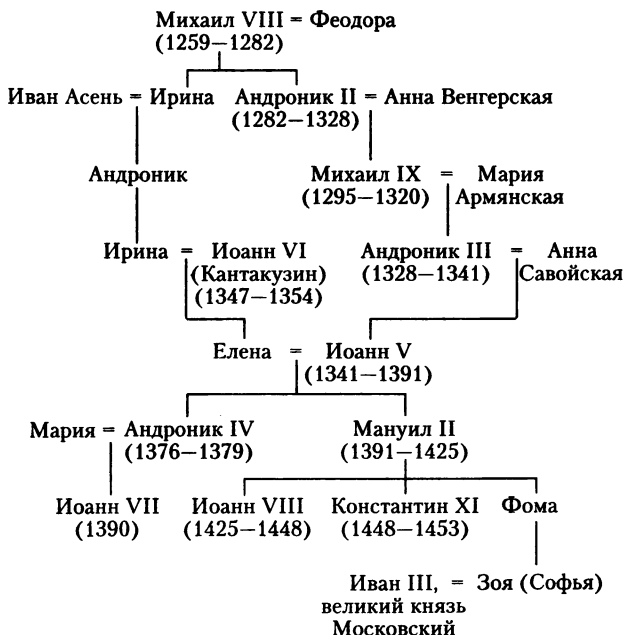 Михаил VIII = Феодора
(1259—1282)
Иван Асень = Ирина Андроник II = Анна Венгерская
(1282—1328)
Андроник Михаил IX = Мария
(1295—1320) Армянская
Ирина = Иоанн VI Андроник III = Анна
(Кантакузин) (1328—1341) Савойская
(1347—1354)
Елена = Иоанн V
(1341—1391)
Мария = Андроник IV Мануил II
(1376—1379) (1391—1425)
Иоанн VII Иоанн VIII Константин XI Фома
(1390) (1425—1448) (1448—1453)
Иван III, = Зоя (Софья)
великий князь
Московский